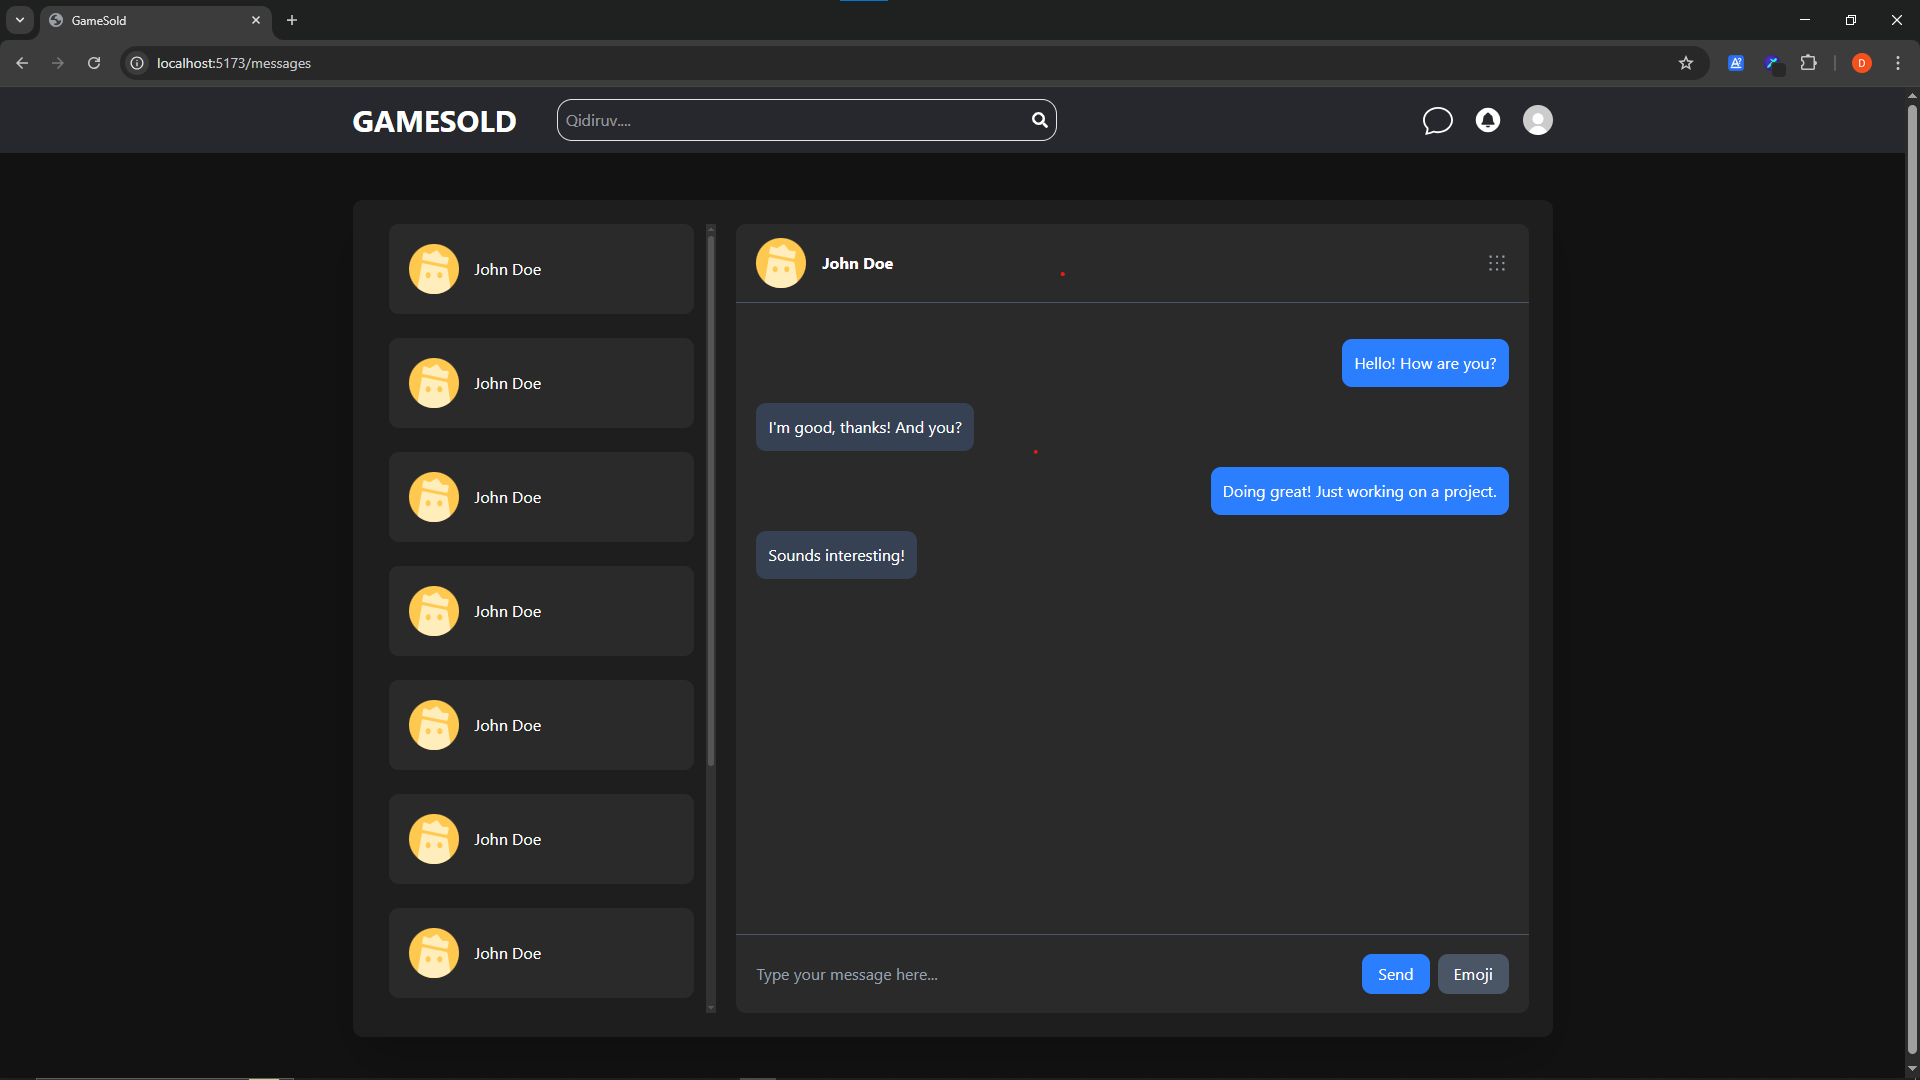 GameSold
localhost:5173/messages
D
GAMESOLD
Qidiruv....
John Doe
John Doe
John Doe
John Doe
John Doe
John Doe
John Doe
John Doe
Hello! How are you?
I'm good, thanks! And you?
Doing great! Just working on a project.
Sounds interesting!
Type your message here...
Send
Emoji